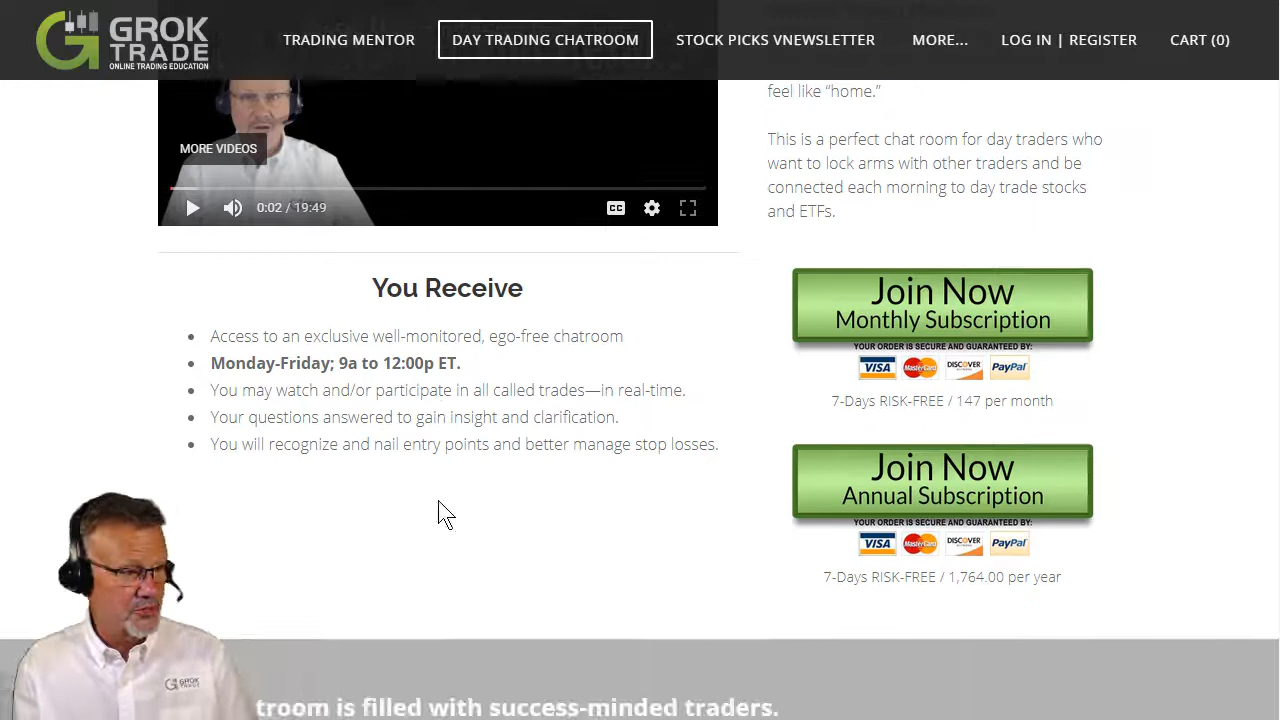 GROK
TRADE
ONLINE TRADING EDUCATION
TRADING MENTOR
DAY TRADING CHATROOM
STOCK PICKS VNEWSLETTER
MORE...
LOG IN | REGISTER
CART (0)
MORE VIDEOS
0:02 / 19:49
CC
feel like “home.”
This is a perfect chat room for day traders who
want to lock arms with other traders and be
connected each morning to day trade stocks
and ETFs.
You Receive
Access to an exclusive well-monitored, ego-free chatroom
Monday-Friday; 9a to 12:00p ET.
You may watch and/or participate in all called trades—in real-time.
Your questions answered to gain insight and clarification.
You will recognize and nail entry points and better manage stop losses.
Join Now
Monthly Subscription
YOUR ORDER IS SECURE AND GUARANTEED BY:
VISA MasterCard DISCOVER PayPal
7-Days RISK-FREE / 147 per month
Join Now
Annual Subscription
YOUR ORDER IS SECURE AND GUARANTEED BY:
VISA MasterCard DISCOVER PayPal
7-Days RISK-FREE / 1,764.00 per year
GROK
TRADE
troom is filled with success-minded traders.